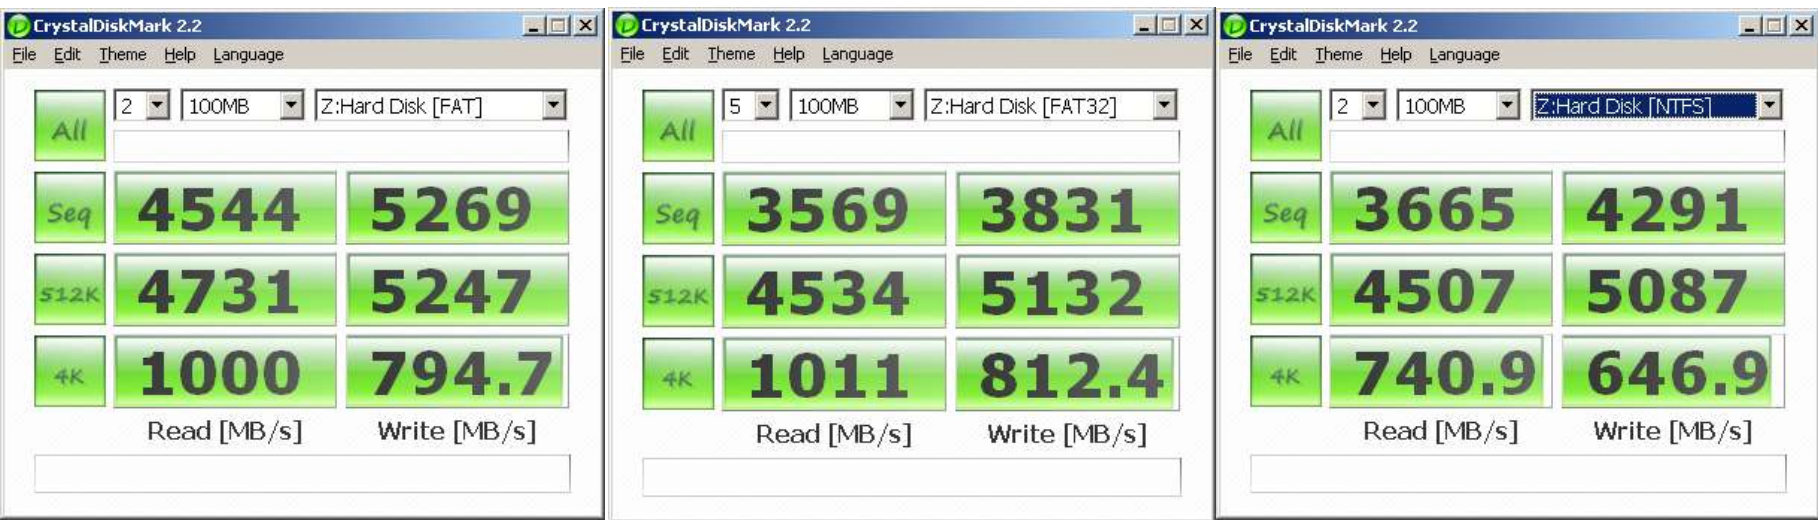 CrystalDiskMark 2.2
File Edit Theme Help Language
All 2 100MB Z:Hard Disk [FAT]
Seq 4544 5269
512K 4731 5247
4K 1000 794.7
Read [MB/s] Write [MB/s]
CrystalDiskMark 2.2
File Edit Theme Help Language
All 5 100MB Z:Hard Disk [FAT32]
Seq 3569 3831
512K 4534 5132
4K 1011 812.4
Read [MB/s] Write [MB/s]
CrystalDiskMark 2.2
File Edit Theme Help Language
All 2 100MB Z:Hard Disk [NTFS]
Seq 3665 4291
512K 4507 5087
4K 740.9 646.9
Read [MB/s] Write [MB/s]